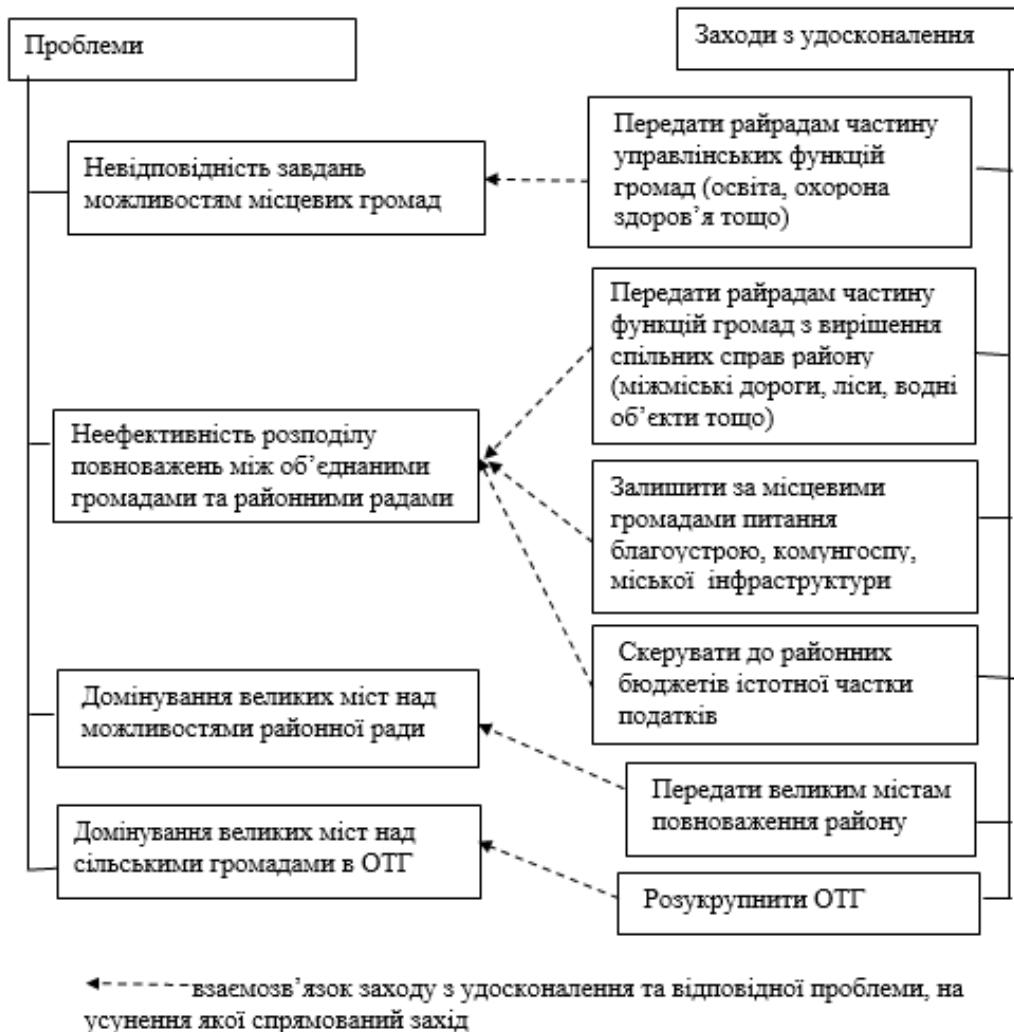 Проблеми
Заходи з удосконалення
Невідповідність завдань
можливостям місцевих громад
Передати райрадам частину
управлінських функцій
громад (освіта, охорона
здоров’я тощо)
Передати райрадам частину
функцій громад з вирішення
спільних справ району
(міжміські дороги, ліси, водні
об’єкти тощо)
Неефективність розподілу
повноважень між об’єднаними
громадами та районними радами
Залишити за місцевими
громадами питання
благоустрою, комунгоспу,
міської інфраструктури
Скерувати до районних
бюджетів істотної частки
податків
Домінування великих міст над
можливостями районної ради
Передати великим містам
повноваження району
Домінування великих міст над
сільськими громадами в ОТГ
Розукрупнити ОТГ
взаємозв’язок заходу з удосконалення та відповідної проблеми, на
усунення якої спрямований захід